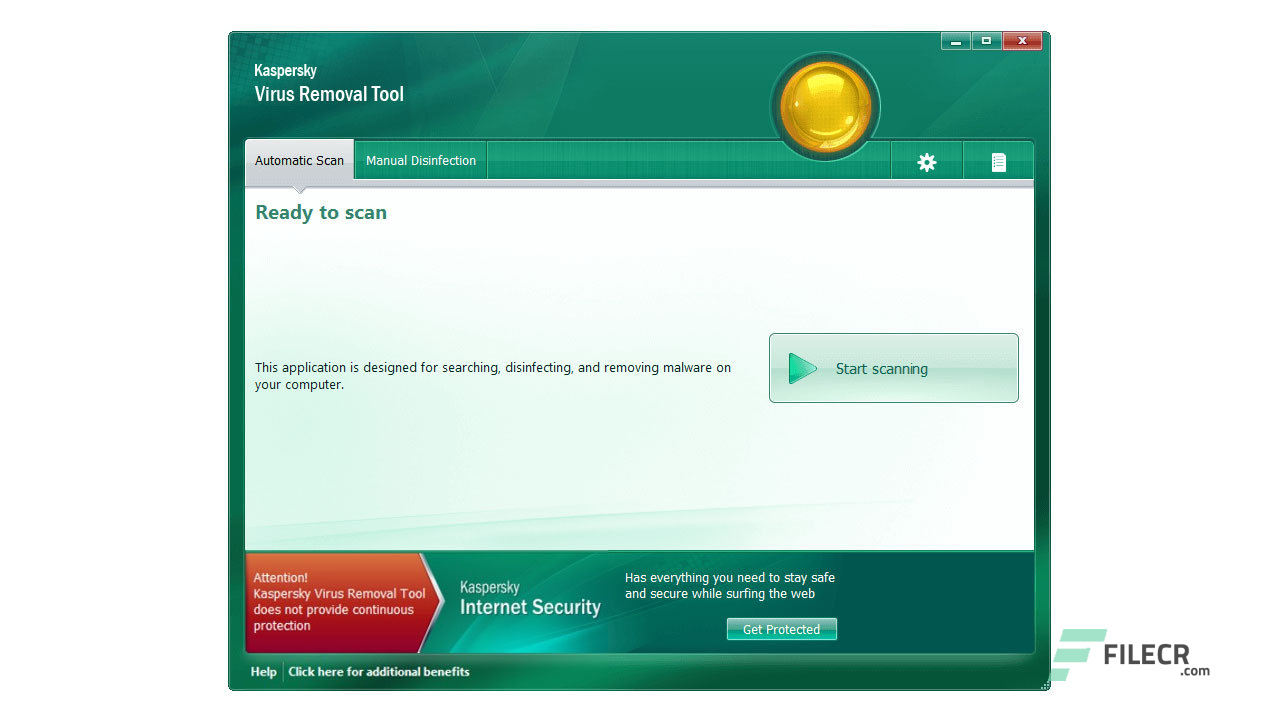 Kaspersky
Virus Removal Tool
Automatic Scan
Manual Disinfection
Ready to scan
This application is designed for searching, disinfecting, and removing malware on
your computer.
Start scanning
Attention!
Kaspersky Virus Removal Tool
does not provide continuous
protection
Kaspersky
Internet Security
Has everything you need to stay safe
and secure while surfing the web
Get Protected
Help
Click here for additional benefits
FILECR
.com